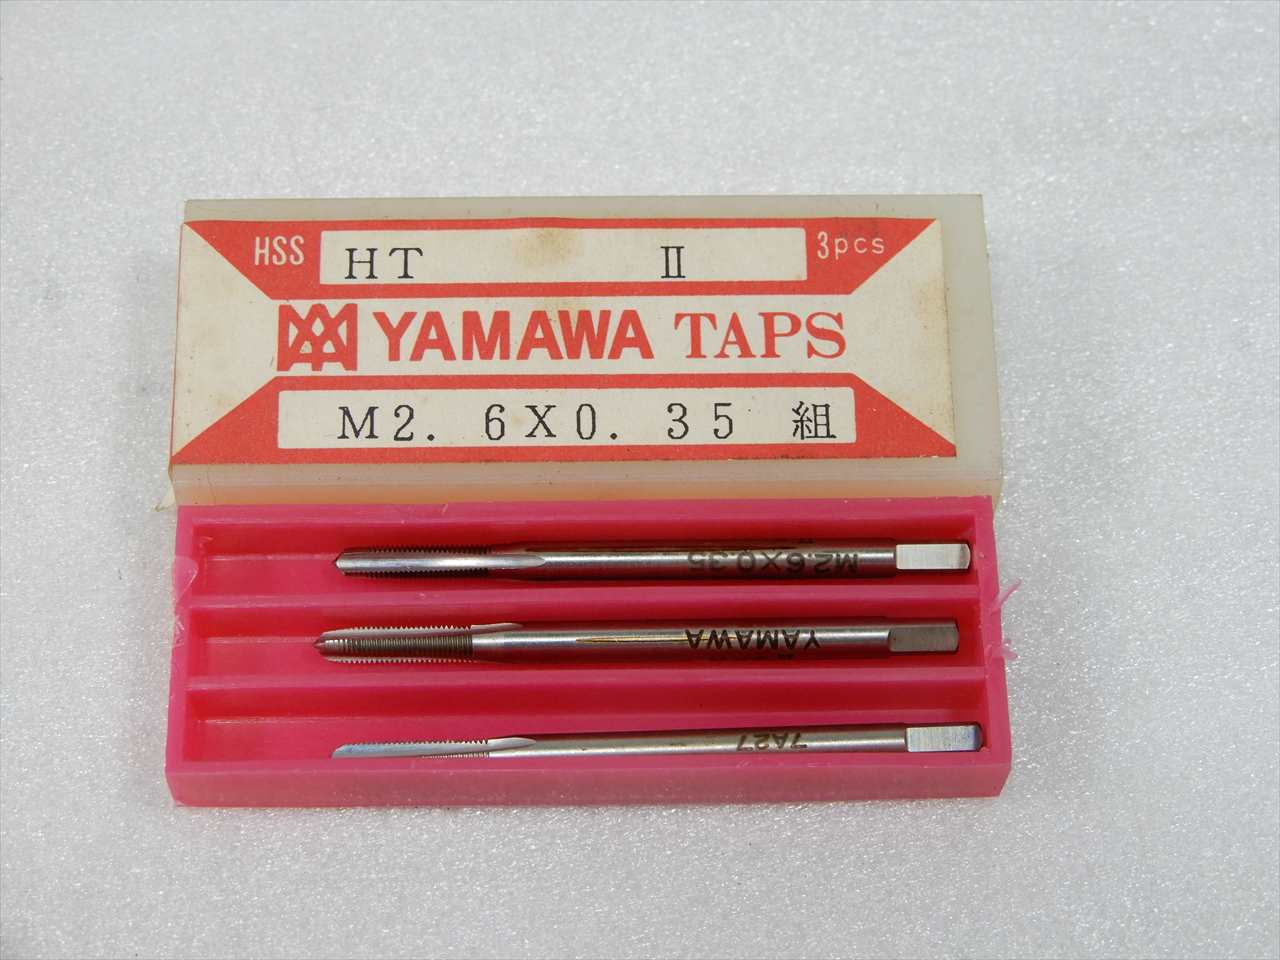 HSS HT II 3pcs
YAMAWA TAPS
M2. 6X0. 35 組
M2.6X0.35
YAMAWA
7A27